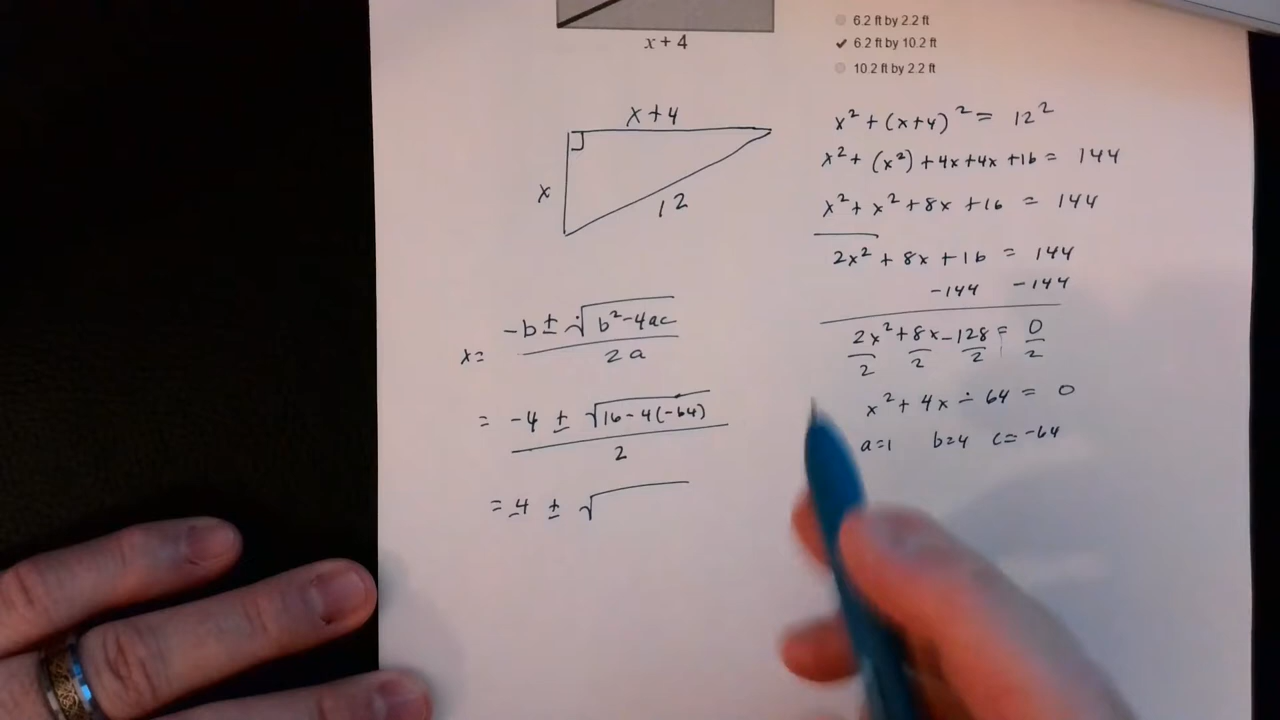 x + 4
6.2 ft by 2.2 ft
✔ 6.2 ft by 10.2 ft
10.2 ft by 2.2 ft
x+4
x
12
x² + (x+4)² = 12²
x² + (x²) + 4x + 4x + 16 = 144
x² + x² + 8x + 16 = 144
2x² + 8x + 16 = 144
-144 -144
2x² + 8x - 128 = 0
2 2 2 2
x² + 4x - 64 = 0
a=1 b=4 c=-64
x= -b ± √b²-4ac
2a
= -4 ± √16-4(-64)
2
= -4 ± √